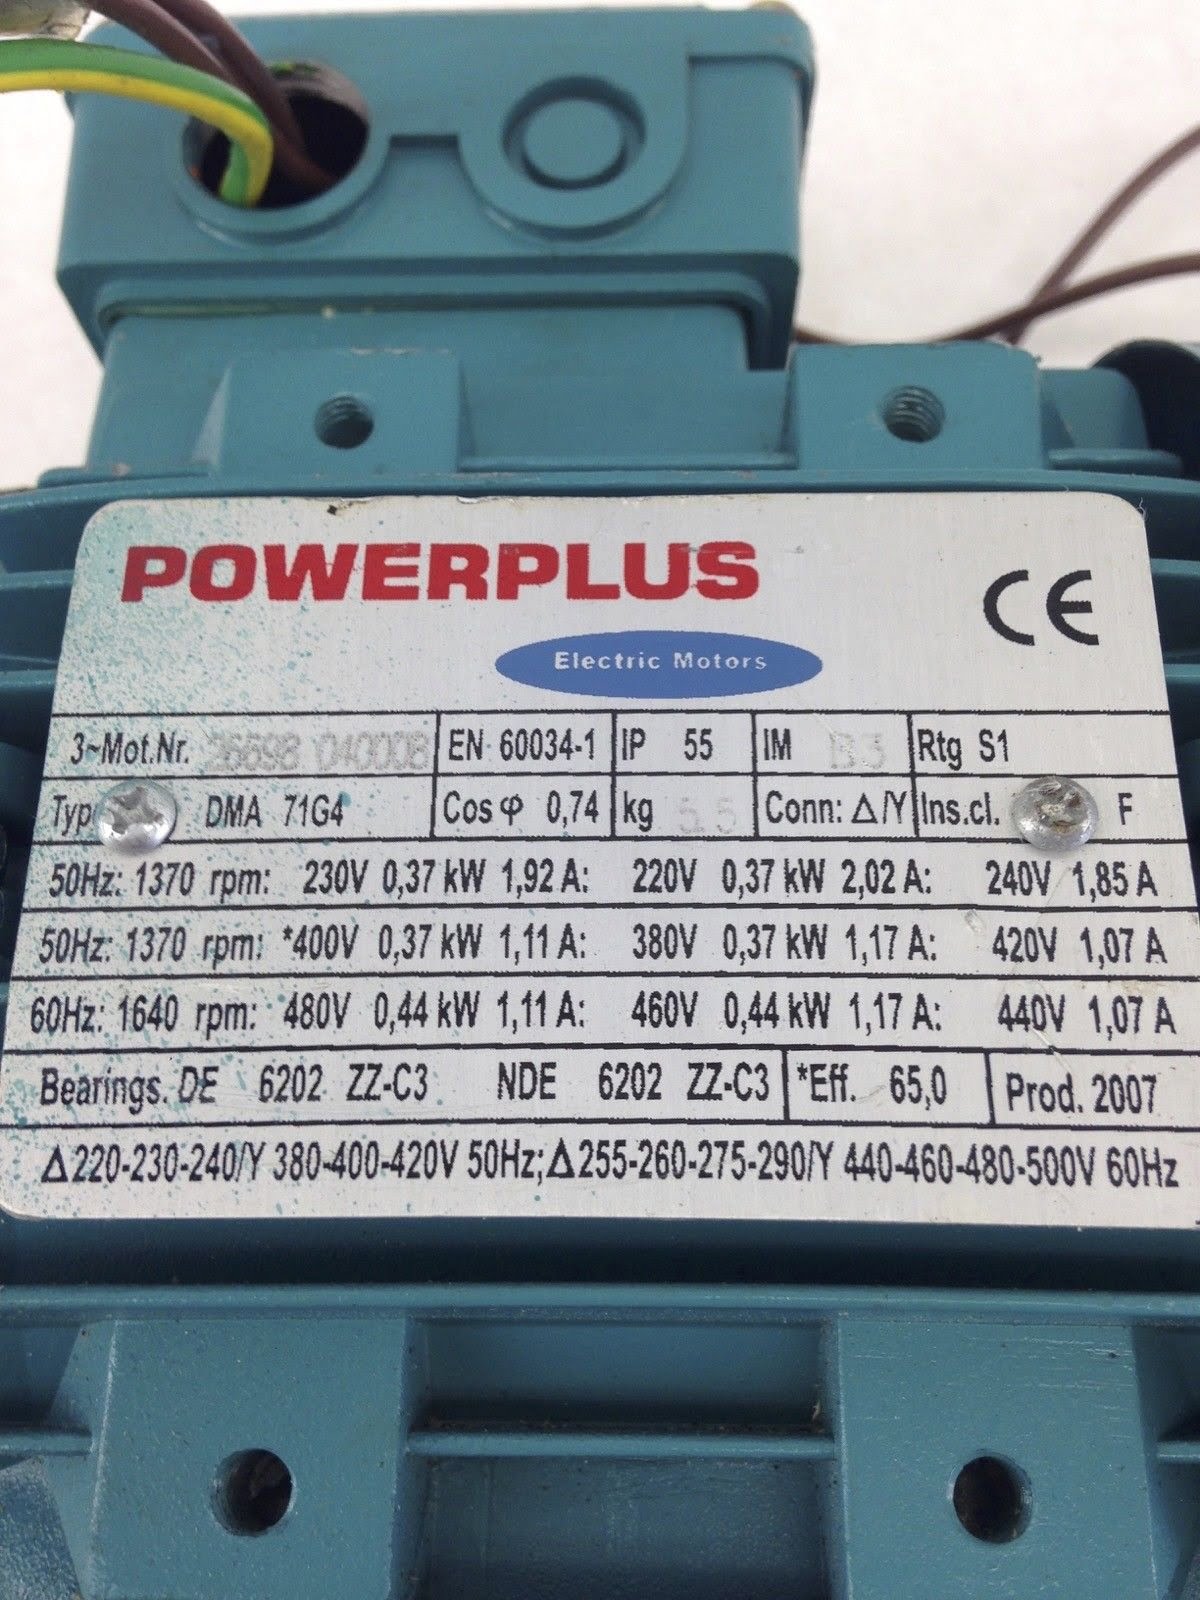 POWERPLUS
CE
Electric Motors
3~Mot.Nr. 26698 040008 EN 60034-1 IP 55 IM B3 Rtg S1
Typ DMA 71G4 Cos φ 0,74 kg 5.5 Conn: Δ/Y Ins.cl. F
50Hz: 1370 rpm: 230V 0,37 kW 1,92 A: 220V 0,37 kW 2,02 A: 240V 1,85 A
50Hz: 1370 rpm: *400V 0,37 kW 1,11 A: 380V 0,37 kW 1,17 A: 420V 1,07 A
60Hz: 1640 rpm: 480V 0,44 kW 1,11 A: 460V 0,44 kW 1,17 A: 440V 1,07 A
Bearings. DE 6202 ZZ-C3 NDE 6202 ZZ-C3 *Eff. 65,0 Prod. 2007
Δ220-230-240/Y 380-400-420V 50Hz;Δ255-260-275-290/Y 440-460-480-500V 60Hz